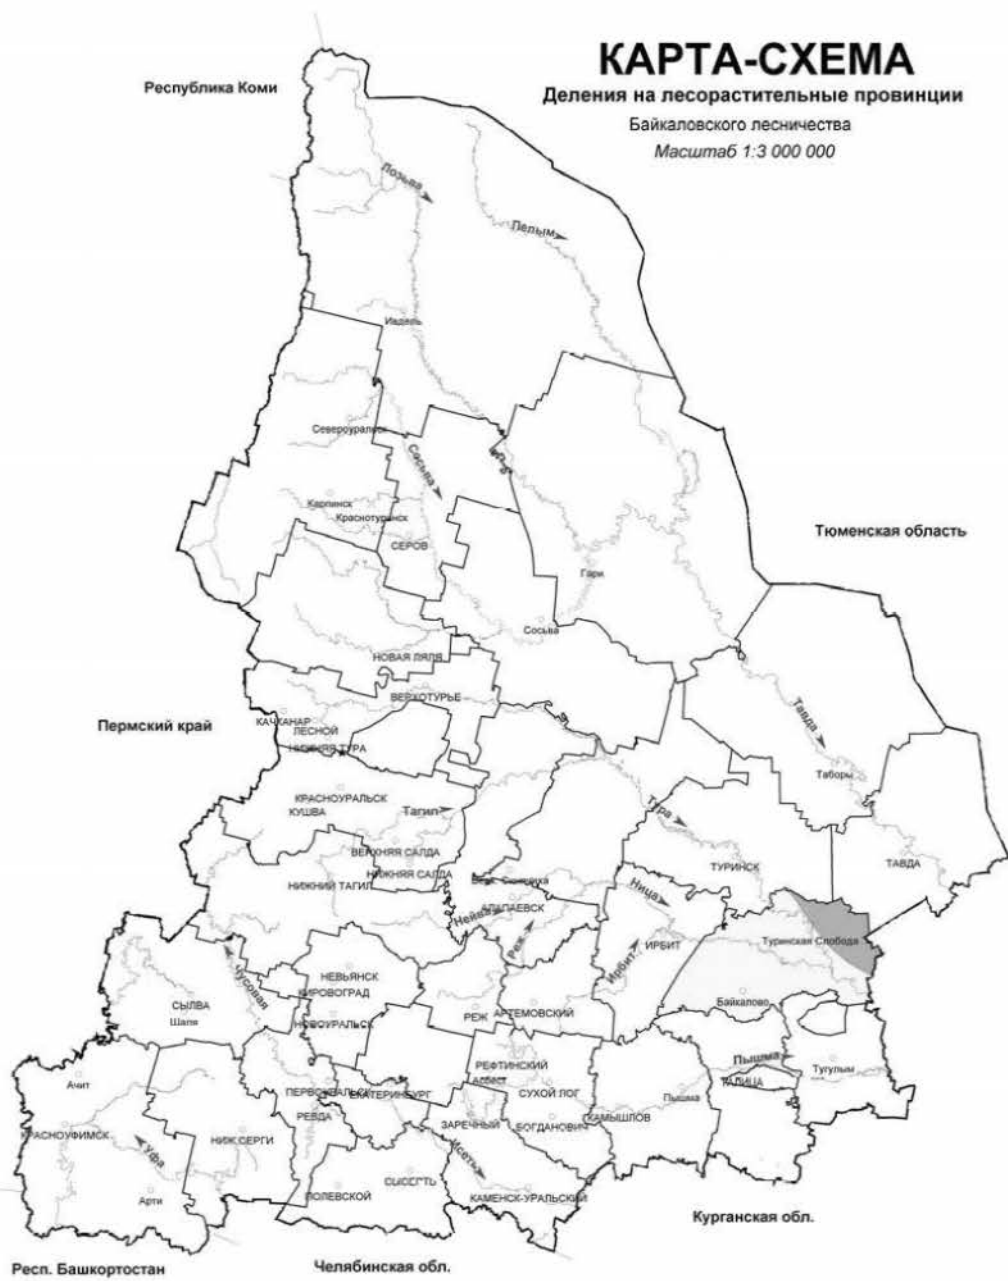 КАРТА-СХЕМА
Деления на лесорастительные провинции
Байкаловского лесничества
Масштаб 1:3 000 000
Республика Коми
Лозьва
Пелым
Ивдель
Североуральск
Сосьва
Карпинск
Краснотурьинск
СЕРОВ
Тюменская область
Гари
Сосьва
НОВАЯ ЛЯЛЯ
ВЕРХОТУРЬЕ
Пермский край
КАЧКАНАР
ЛЕСНОЙ
НИЖНЯЯ ТУРА
Тавда
Таборы
КРАСНОУРАЛЬСК
КУШВА
Тагил
Тура
ВЕРХНЯЯ САЛДА
НИЖНЯЯ САЛДА
НИЖНИЙ ТАГИЛ
ТУРИНСК
ТАВДА
Ница
Нейва
АЛАПАЕВСК
Реж
ИРБИТ
Ирбит
Туринская Слобода
Чусовая
НЕВЬЯНСК
КИРОВОГРАД
Байкалово
СЫЛВА
Шаля
НОВОУРАЛЬСК
РЕЖ
АРТЕМОВСКИЙ
Пышма
Тугулым
РЕФТИНСКИЙ
Асбест
ТАЛИЦА
Ачит
ПЕРВОУРАЛЬСК
ЕКАТЕРИНБУРГ
СУХОЙ ЛОГ
Пышма
РЕВДА
ЗАРЕЧНЫЙ
БОГДАНОВИЧ
КАМЫШЛОВ
КРАСНОУФИМСК
Уфа
НИЖ.СЕРГИ
Исеть
Арти
ПОЛЕВСКОЙ
СЫСЕРТЬ
КАМЕНСК-УРАЛЬСКИЙ
Курганская обл.
Респ. Башкортостан
Челябинская обл.